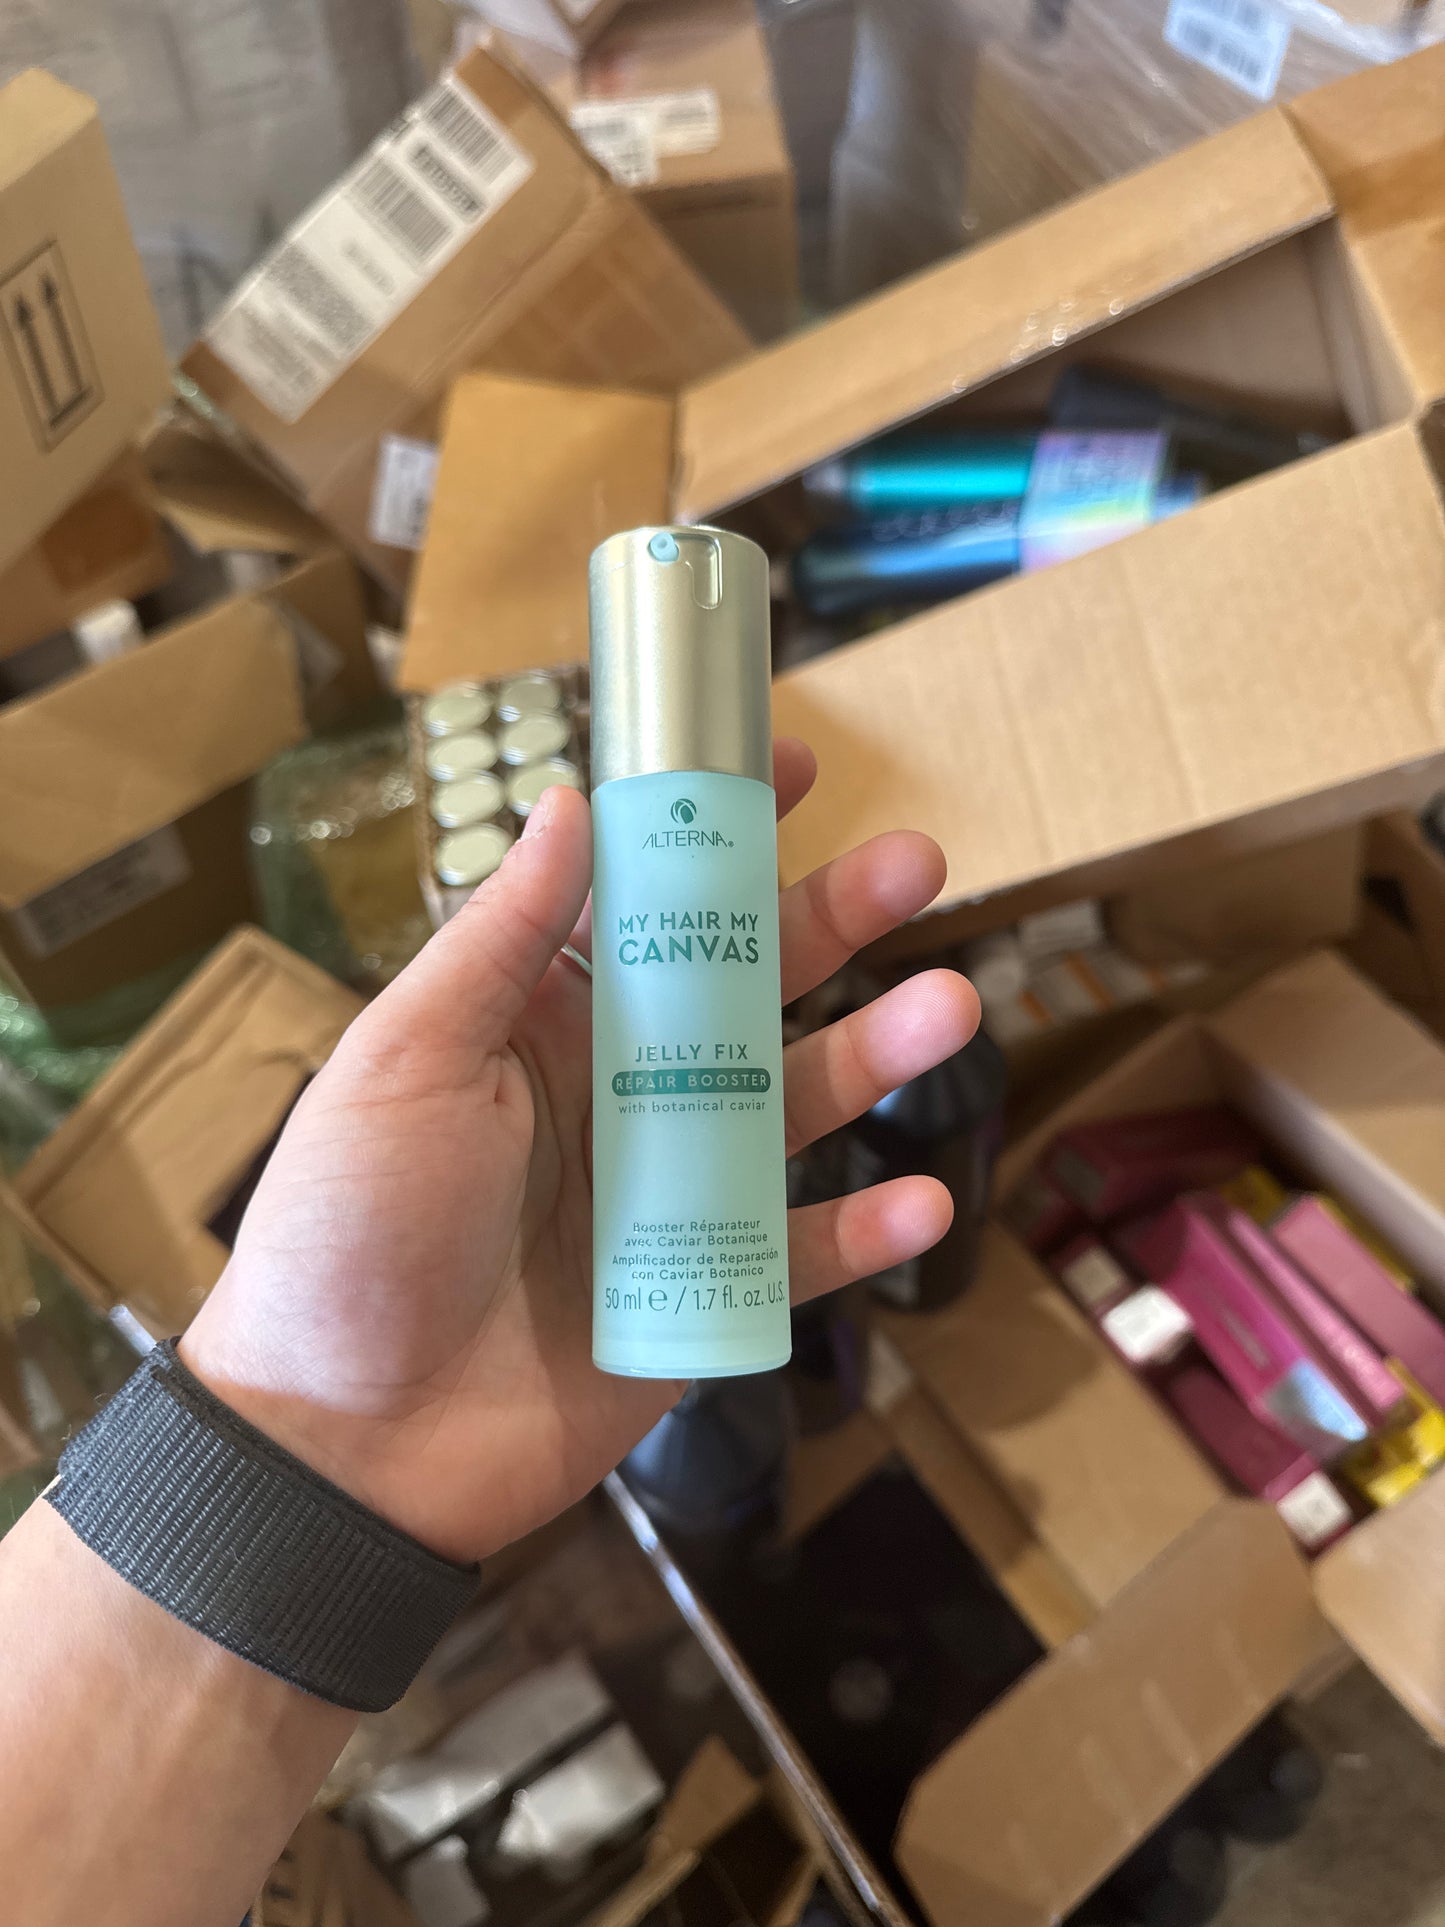 ALTERNA®
MY HAIR MY
CANVAS
JELLY FIX
REPAIR BOOSTER
with botanical caviar
Booster Réparateur
avec Caviar Botanique
Amplificador de Reparación
con Caviar Botanico
50 ml ℮ / 1.7 fl. oz. U.S.